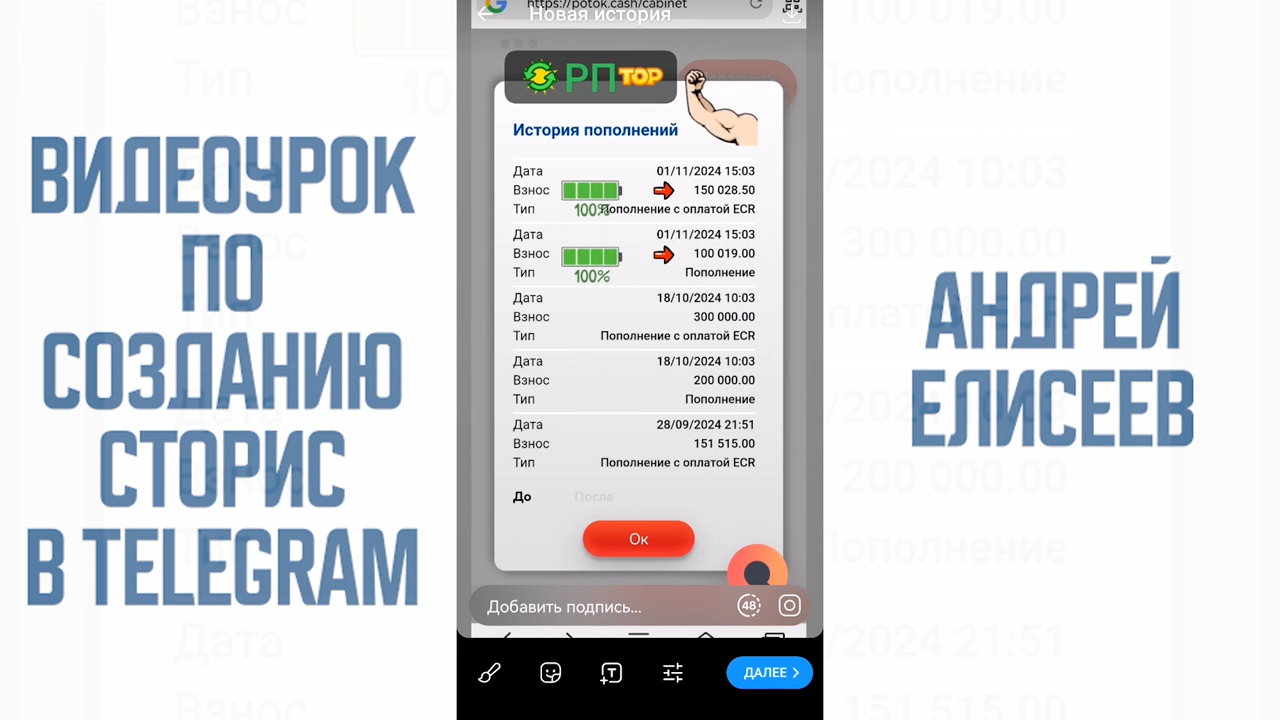 ВИДЕОУРОК
ПО
СОЗДАНИЮ
СТОРИС
В TELEGRAM
https://potok.cash/cabinet
Новая история
РП ТОР
История пополнений
Дата 01/11/2024 15:03
Взнос 150 028.50
Тип 100% Пополнение с оплатой ECR
Дата 01/11/2024 15:03
Взнос 100 019.00
Тип 100% Пополнение
Дата 18/10/2024 10:03
Взнос 300 000.00
Тип Пополнение с оплатой ECR
Дата 18/10/2024 10:03
Взнос 200 000.00
Тип Пополнение
Дата 28/09/2024 21:51
Взнос 151 515.00
Тип Пополнение с оплатой ECR
До После
Ок
Добавить подпись...
48
ДАЛЕЕ
АНДРЕЙ
ЕЛИСЕЕВ